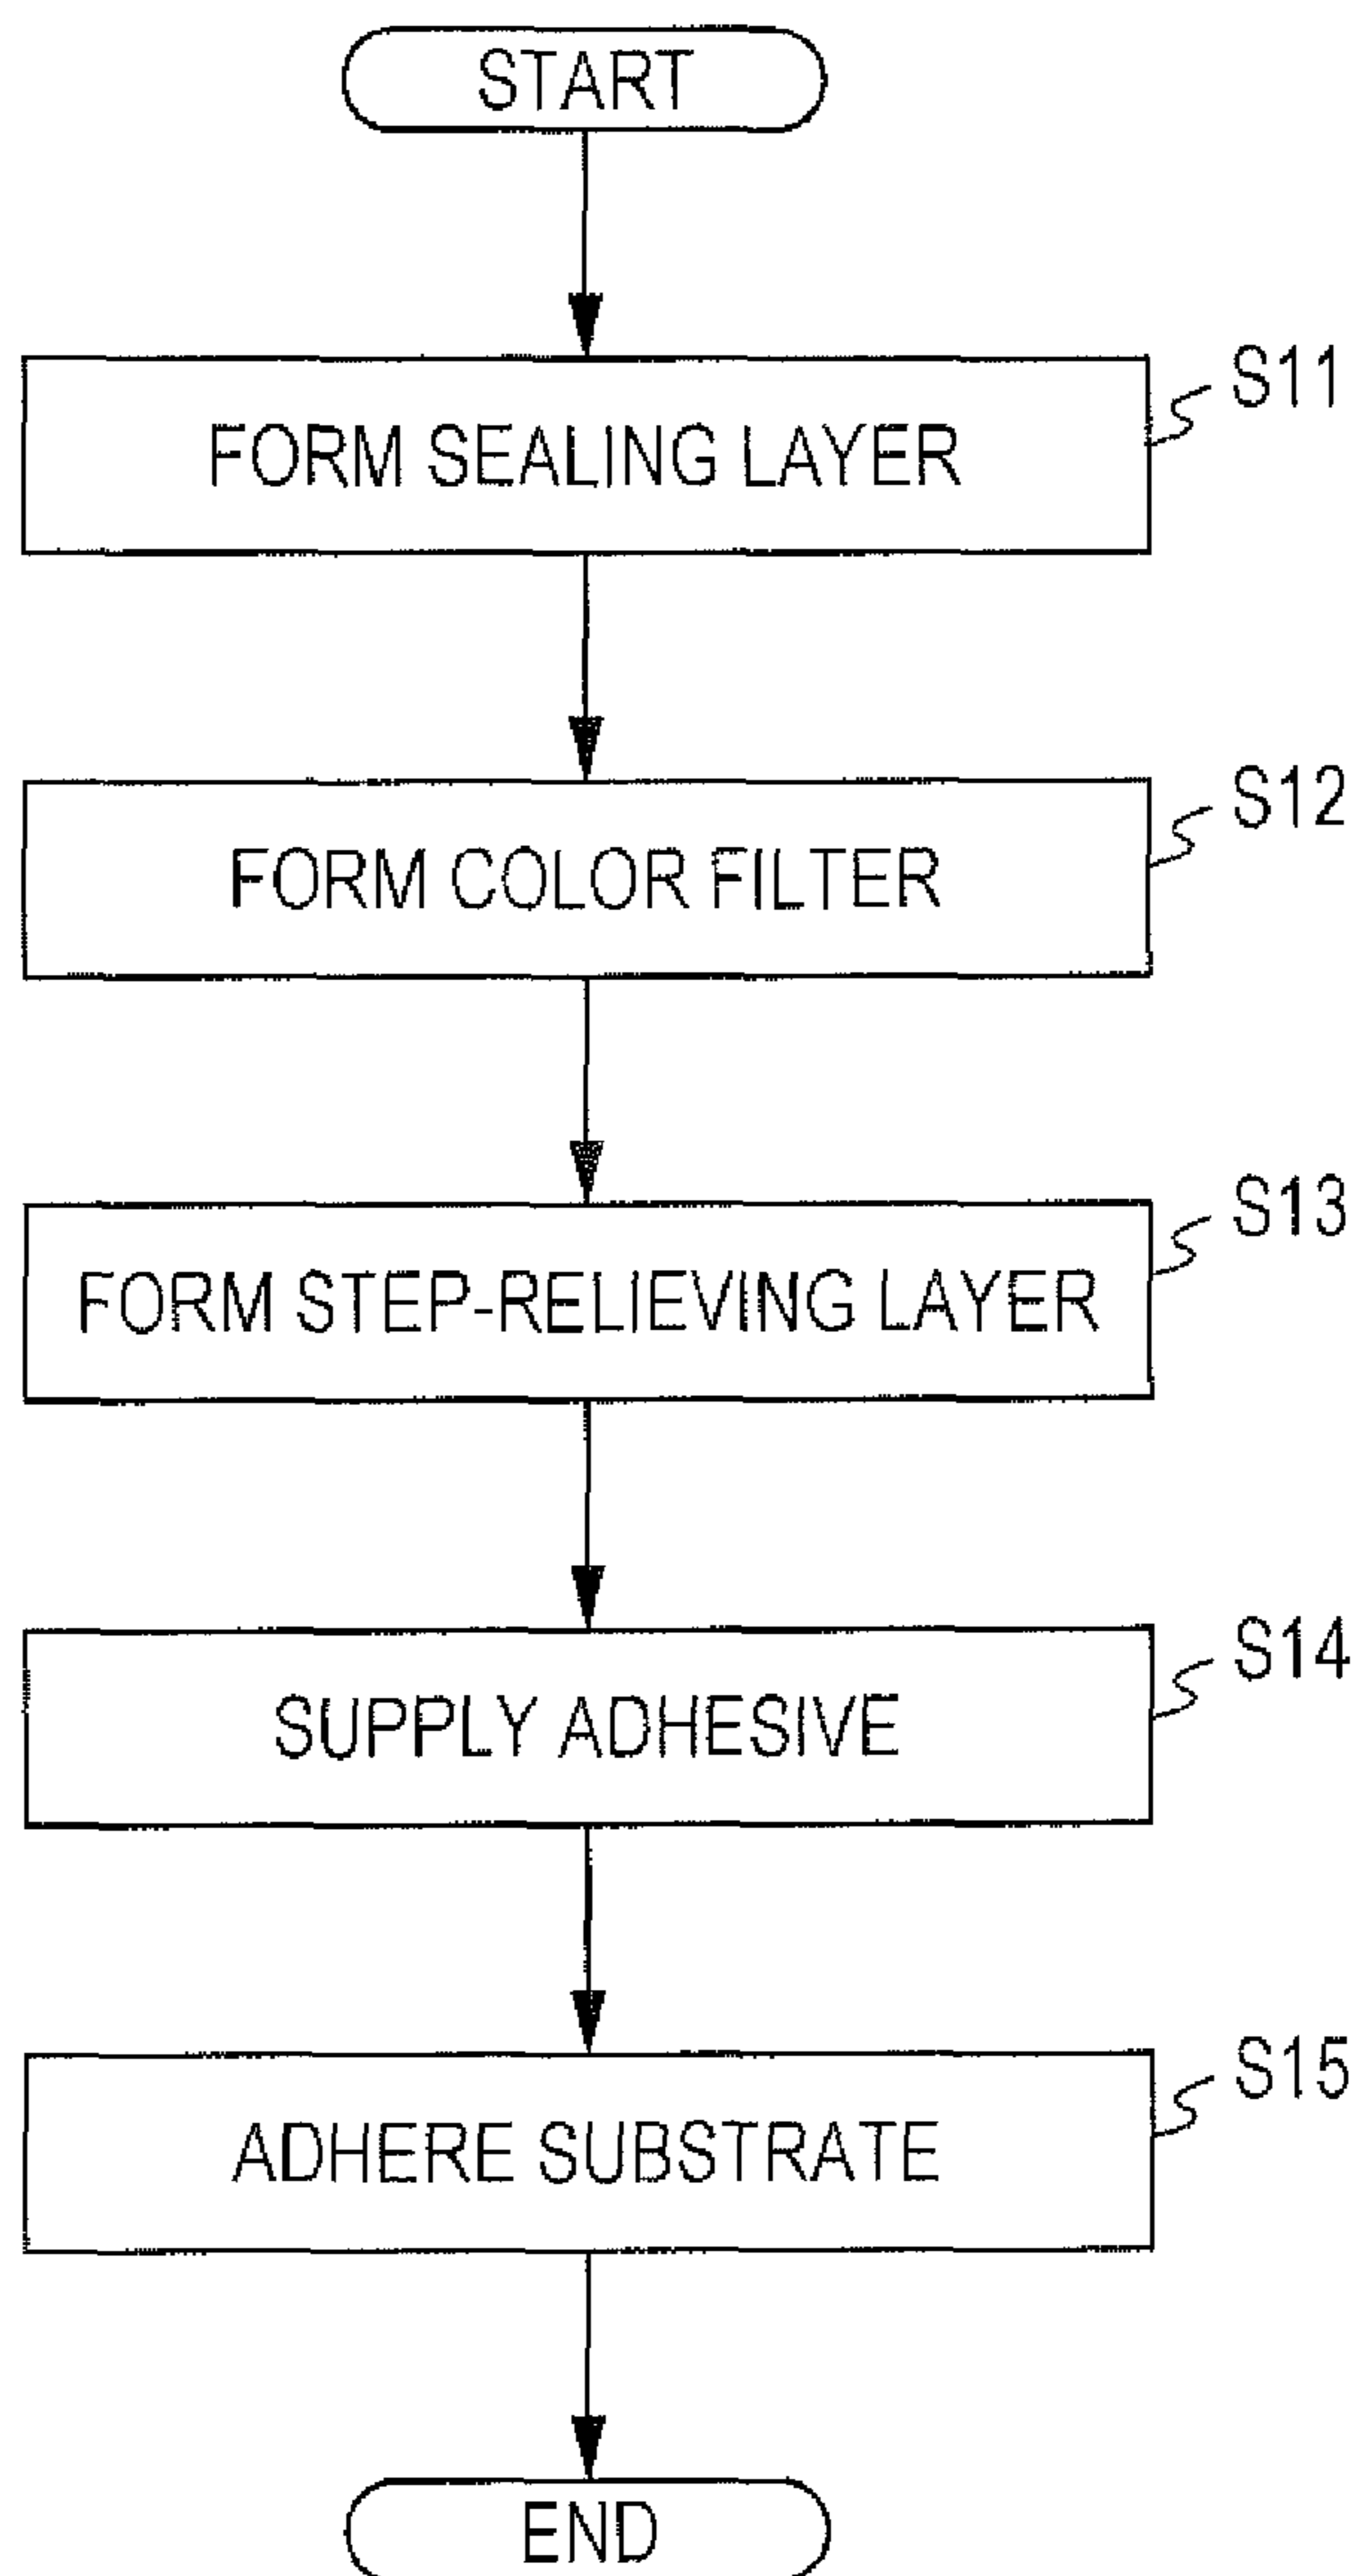 START
S11
FORM SEALING LAYER
S12
FORM COLOR FILTER
S13
FORM STEP-RELIEVING LAYER
S14
SUPPLY ADHESIVE
S15
ADHERE SUBSTRATE
END